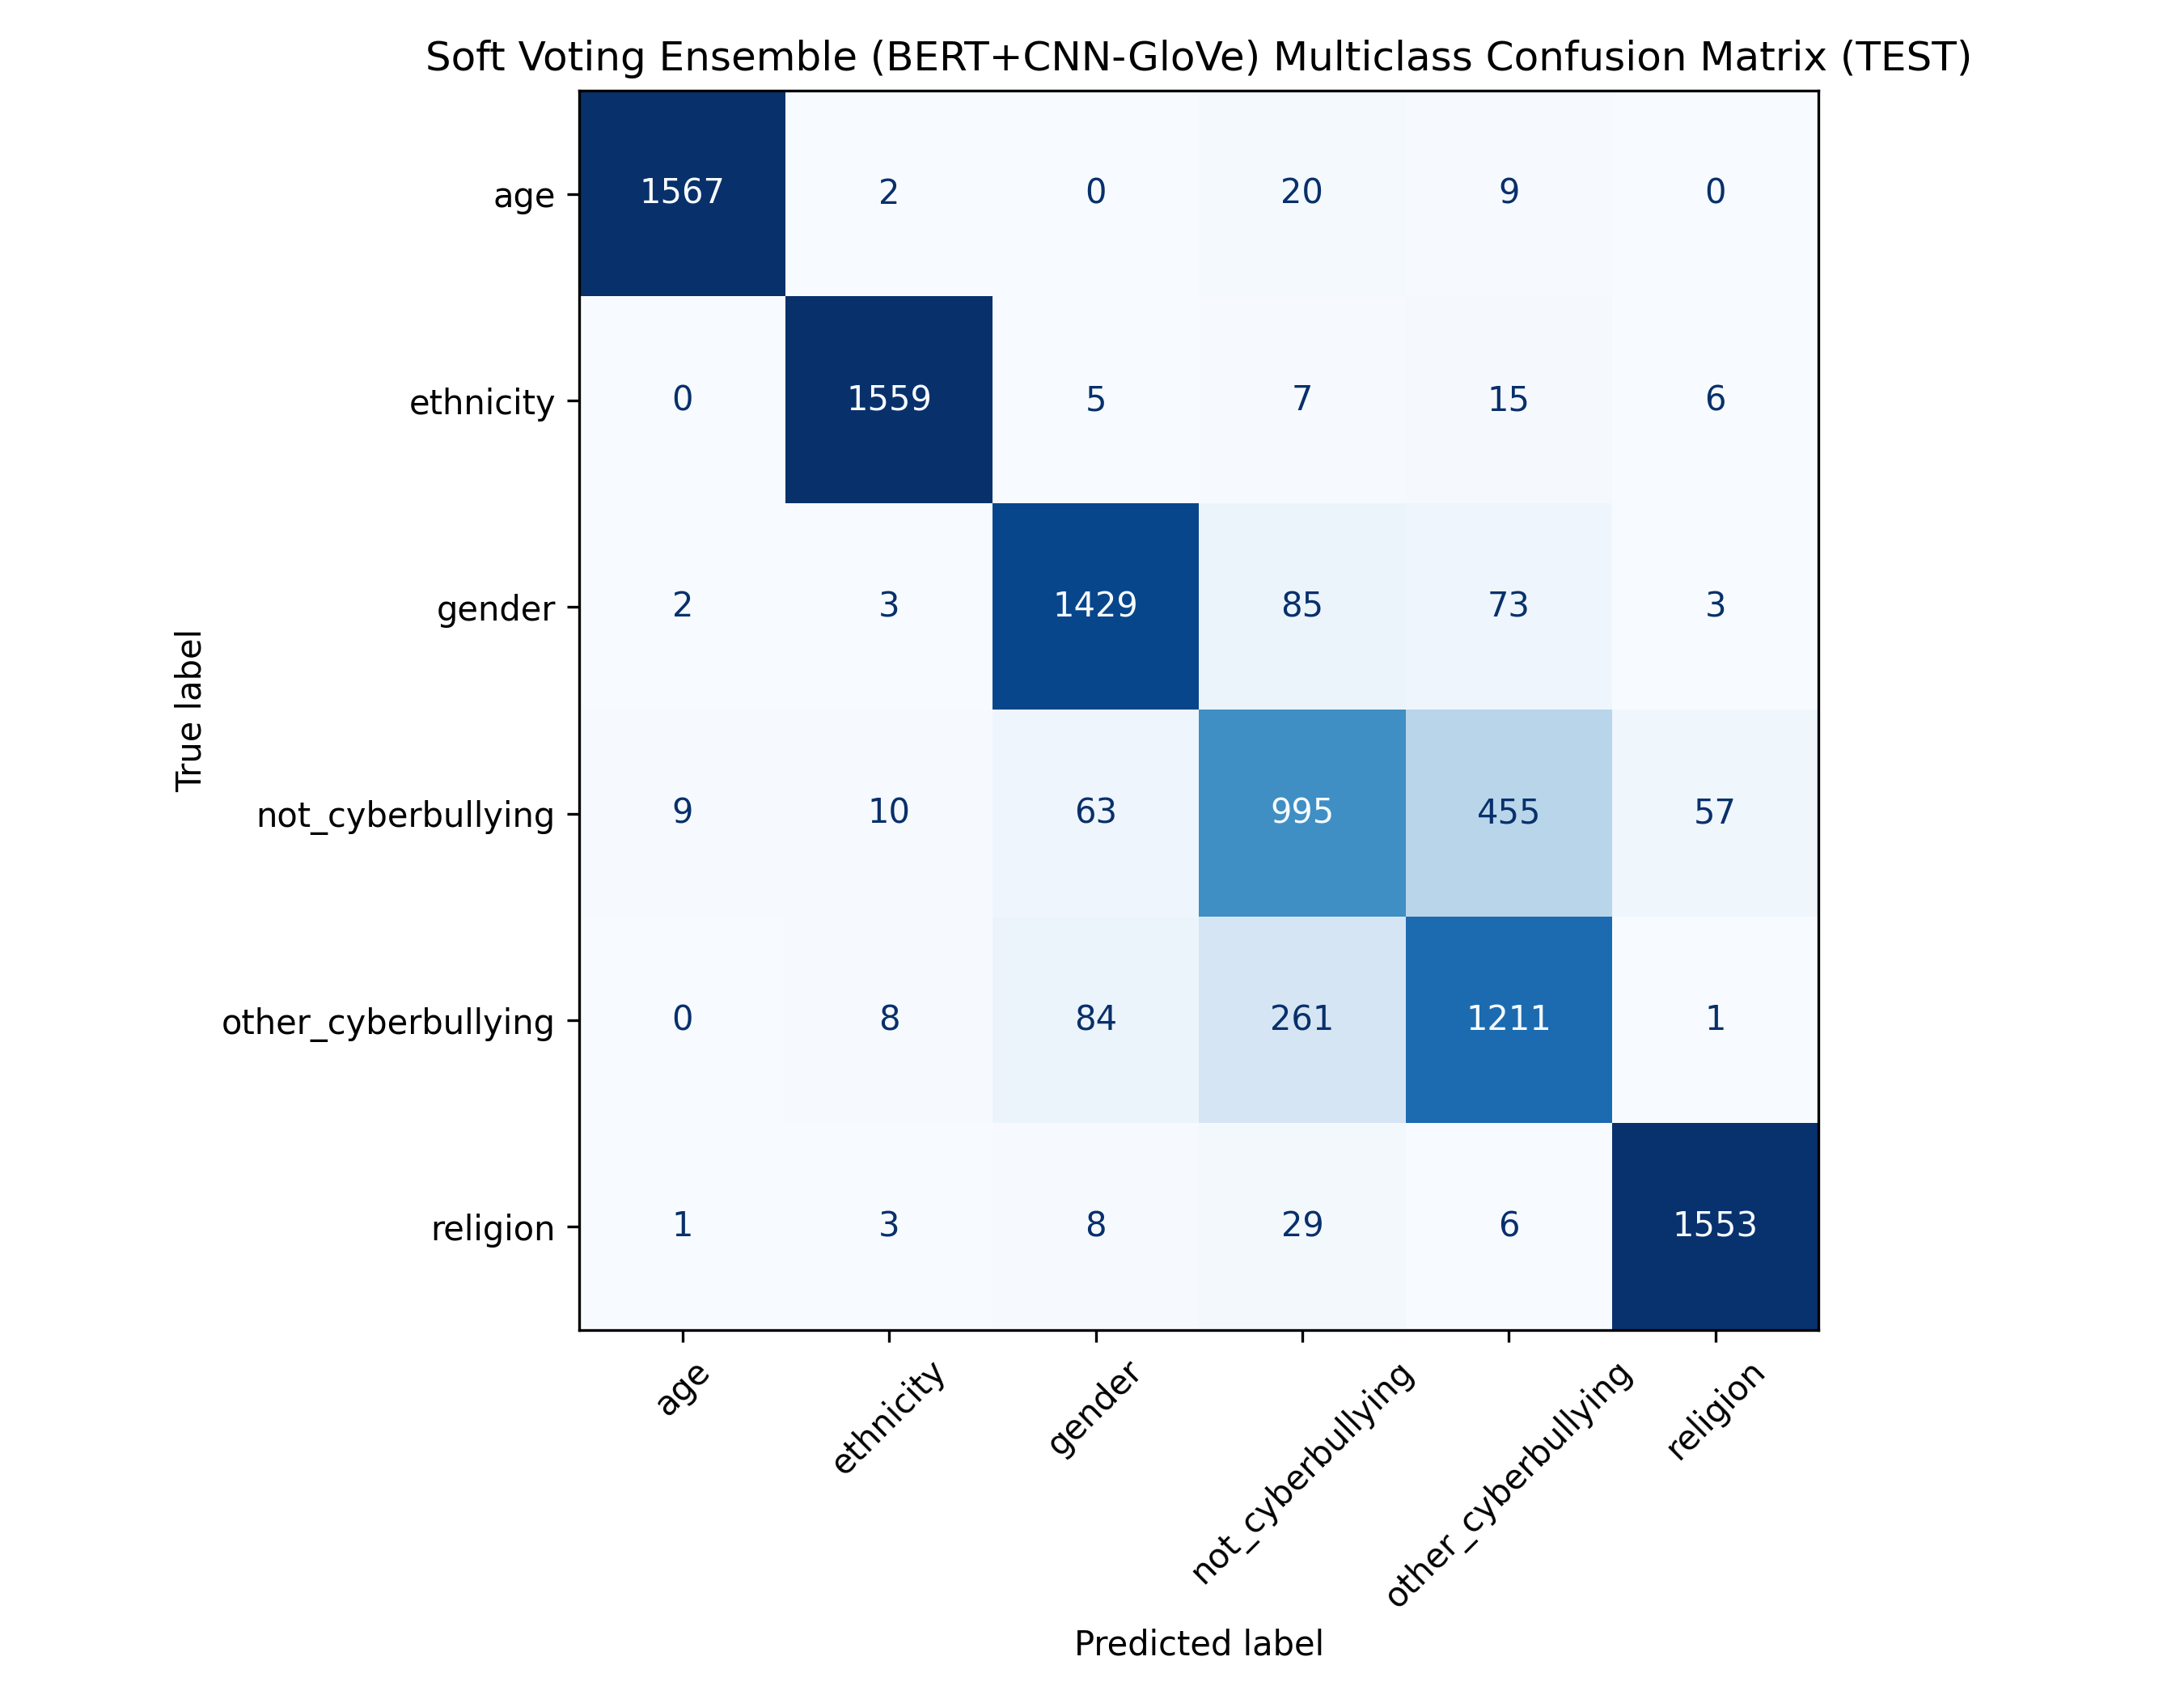 Soft Voting Ensemble (BERT+CNN-GloVe) Multiclass Confusion Matrix (TEST)
True label
age 1567 2 0 20 9 0
ethnicity 0 1559 5 7 15 6
gender 2 3 1429 85 73 3
not_cyberbullying 9 10 63 995 455 57
other_cyberbullying 0 8 84 261 1211 1
religion 1 3 8 29 6 1553
age ethnicity gender not_cyberbullying other_cyberbullying religion
Predicted label